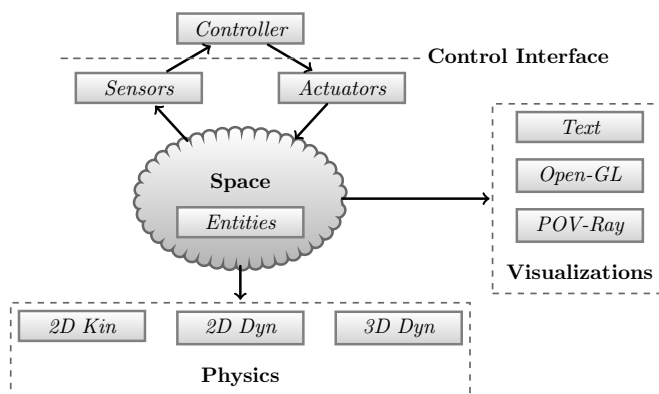 Controller
Control Interface
Sensors
Actuators
Text
Open-GL
POV-Ray
Visualizations
Space
Entities
2D Kin
2D Dyn
3D Dyn
Physics